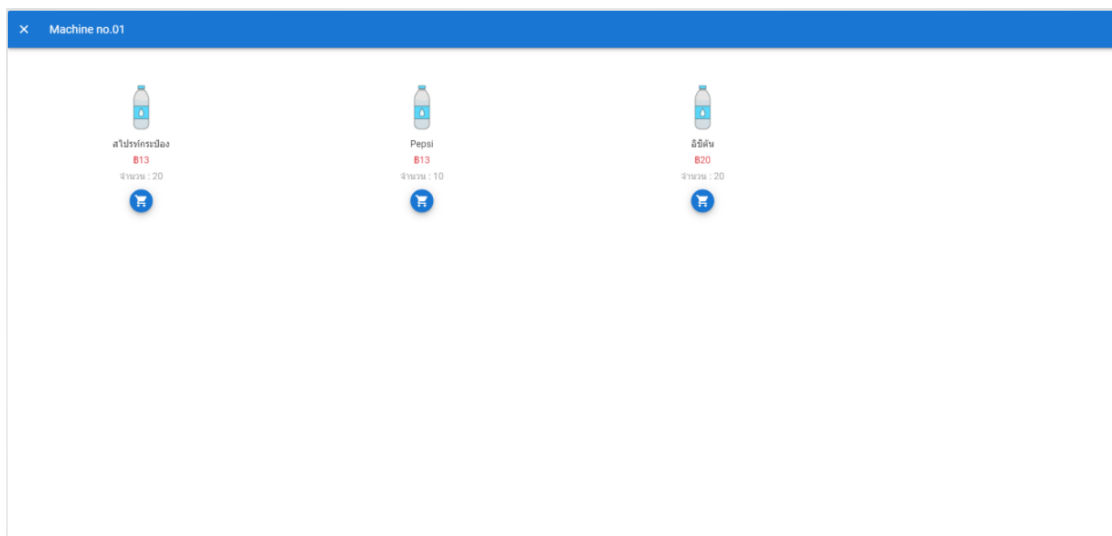 Machine no.01
สไปรท์กระป๋อง
฿13
จำนวน : 20
Pepsi
฿13
จำนวน : 10
อิชิตัน
฿20
จำนวน : 20